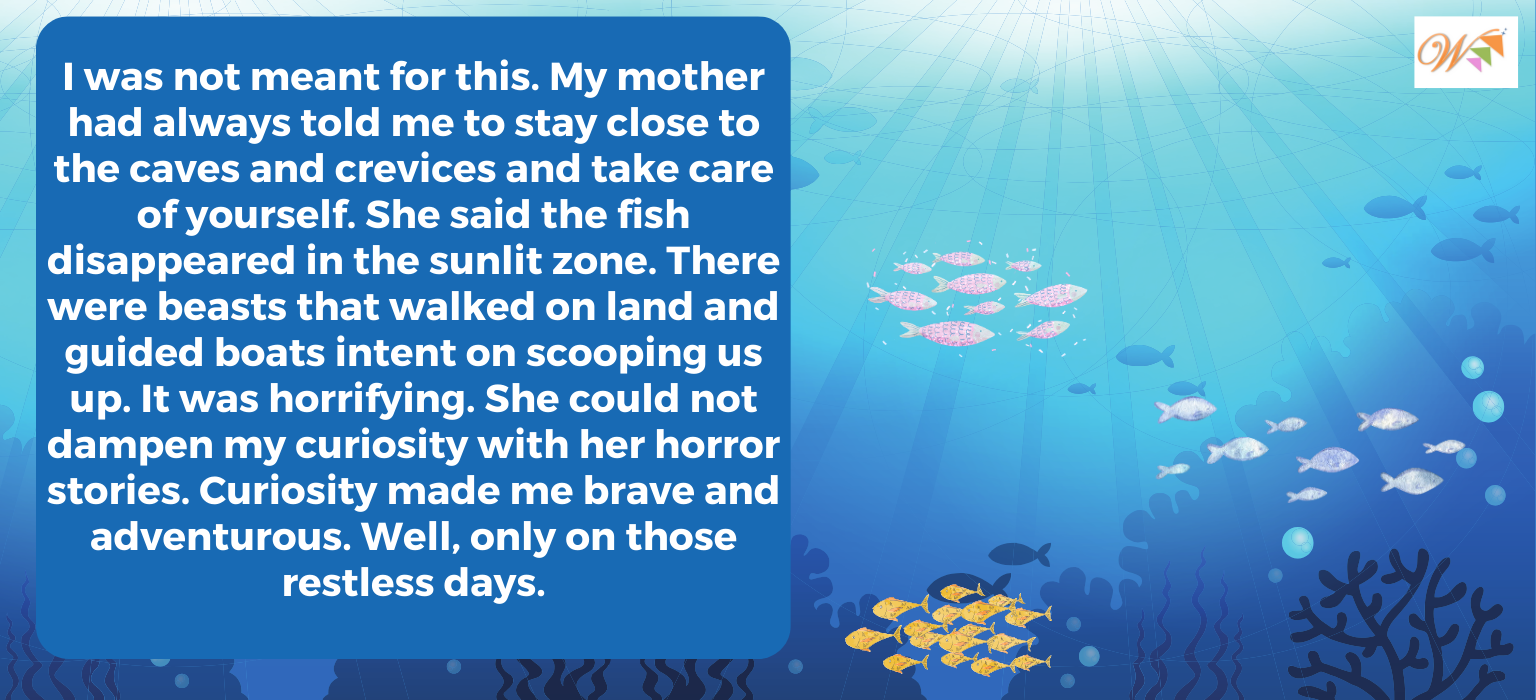 I was not meant for this. My mother
had always told me to stay close to
the caves and crevices and take care
of yourself. She said the fish
disappeared in the sunlit zone. There
were beasts that walked on land and
guided boats intent on scooping us
up. It was horrifying. She could not
dampen my curiosity with her horror
stories. Curiosity made me brave and
adventurous. Well, only on those
restless days.
W